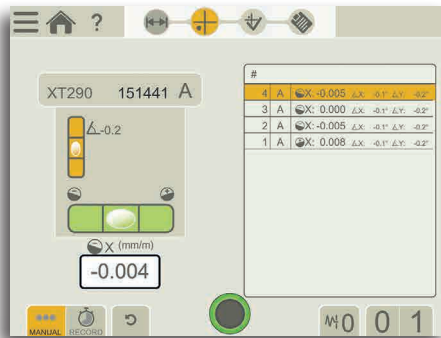 ?
XT290 151441 A
-0.2
X (mm/m)
-0.004
MANUAL RECORD
#
4 A X: -0.005 ∠X: -0.1° ∠Y: -0.2°
3 A X: 0.000 ∠X: -0.1° ∠Y: -0.2°
2 A X: -0.005 ∠X: -0.1° ∠Y: -0.2°
1 A X: 0.008 ∠X: -0.1° ∠Y: -0.2°
0 0 1